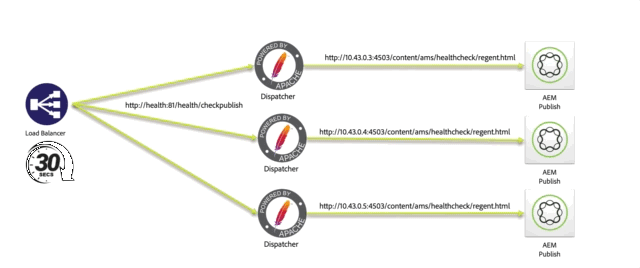 POWERED BY
APACHE
http://10.43.0.3:4503/content/ams/healthcheck/regent.html
AEM
Publish
Dispatcher
http://health:81/health/checkpublish
Load Balancer
30
SECS
POWERED BY
APACHE
http://10.43.0.4:4503/content/ams/healthcheck/regent.html
AEM
Publish
Dispatcher
POWERED BY
APACHE
http://10.43.0.5:4503/content/ams/healthcheck/regent.html
AEM
Publish
Dispatcher